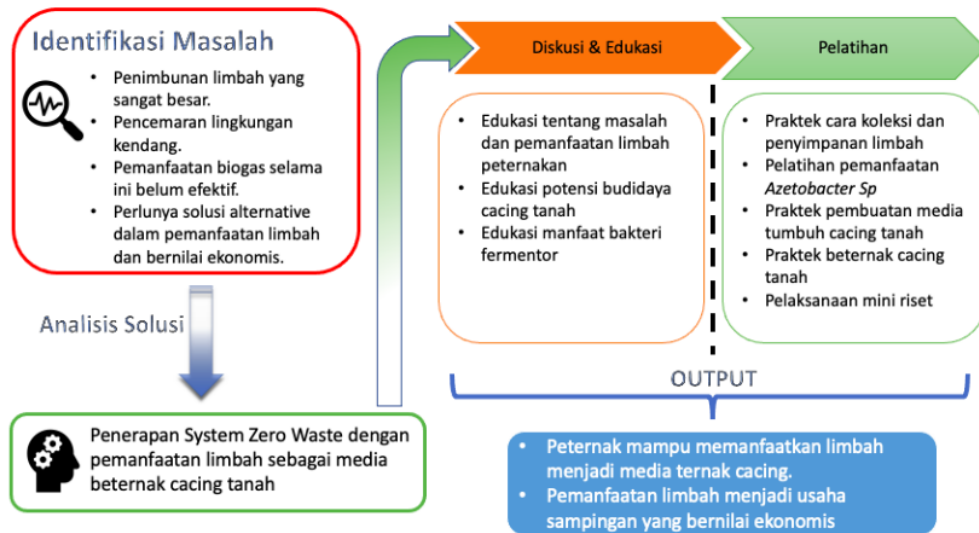 Identifikasi Masalah
• Penimbunan limbah yang
sangat besar.
• Pencemaran lingkungan
kendang.
• Pemanfaatan biogas selama
ini belum efektif.
• Perlunya solusi alternative
dalam pemanfaatan limbah
dan bernilai ekonomis.
Analisis Solusi
Penerapan System Zero Waste dengan
pemanfaatan limbah sebagai media
beternak cacing tanah
Diskusi & Edukasi
• Edukasi tentang masalah
dan pemanfaatan limbah
peternakan
• Edukasi potensi budidaya
cacing tanah
• Edukasi manfaat bakteri
fermentor
Pelatihan
• Praktek cara koleksi dan
penyimpanan limbah
• Pelatihan pemanfaatan
Azetobacter Sp
• Praktek pembuatan media
tumbuh cacing tanah
• Praktek beternak cacing
tanah
• Pelaksanaan mini riset
OUTPUT
• Peternak mampu memanfaatkan limbah
menjadi media ternak cacing.
• Pemanfaatan limbah menjadi usaha
sampingan yang bernilai ekonomis